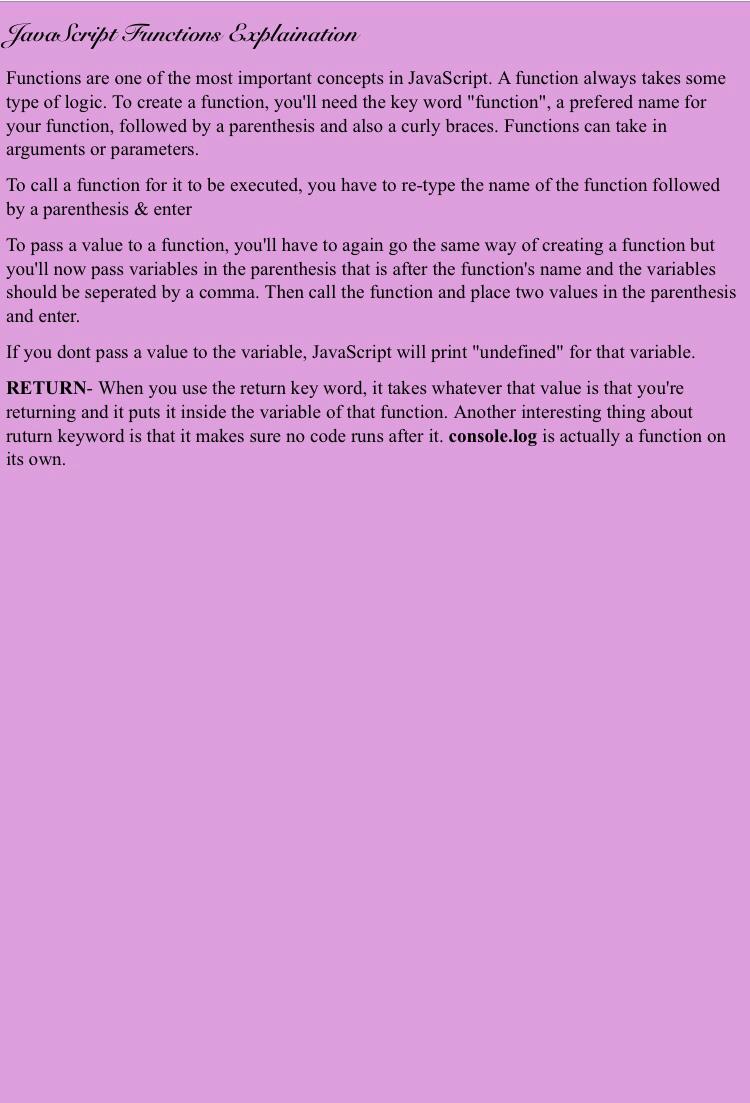 JavaScript Functions Explaination
Functions are one of the most important concepts in JavaScript. A function always takes some
type of logic. To create a function, you'll need the key word "function", a prefered name for
your function, followed by a parenthesis and also a curly braces. Functions can take in
arguments or parameters.
To call a function for it to be executed, you have to re-type the name of the function followed
by a parenthesis & enter
To pass a value to a function, you'll have to again go the same way of creating a function but
you'll now pass variables in the parenthesis that is after the function's name and the variables
should be seperated by a comma. Then call the function and place two values in the parenthesis
and enter.
If you dont pass a value to the variable, JavaScript will print "undefined" for that variable.
RETURN- When you use the return key word, it takes whatever that value is that you're
returning and it puts it inside the variable of that function. Another interesting thing about
ruturn keyword is that it makes sure no code runs after it. console.log is actually a function on
its own.